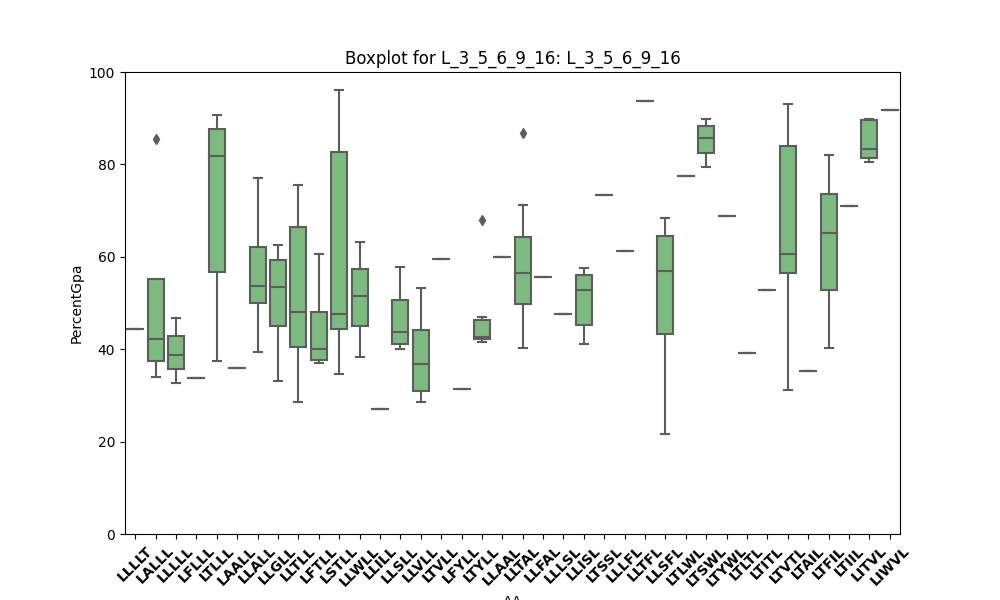 Boxplot for L_3_5_6_9_16: L_3_5_6_9_16
PercentGpa
100
80
60
40
20
0
LLLLT
LALLL
LLLLL
LFLLL
LTLLL
LAALL
LLALL
LLGLL
LLTLL
LFTLL
LSTLL
LLWLL
LLILL
LLSLL
LLVLL
LTVLL
LFYLL
LTYLL
LLAAL
LLTAL
LLFAL
LLLSL
LLISL
LTSSL
LLLFL
LLTFL
LLSFL
LTLWL
LTSWL
LTYWL
LTLTL
LTITL
LTVTL
LTAIL
LTFIL
LTIIL
LITVL
LIWVL
AA